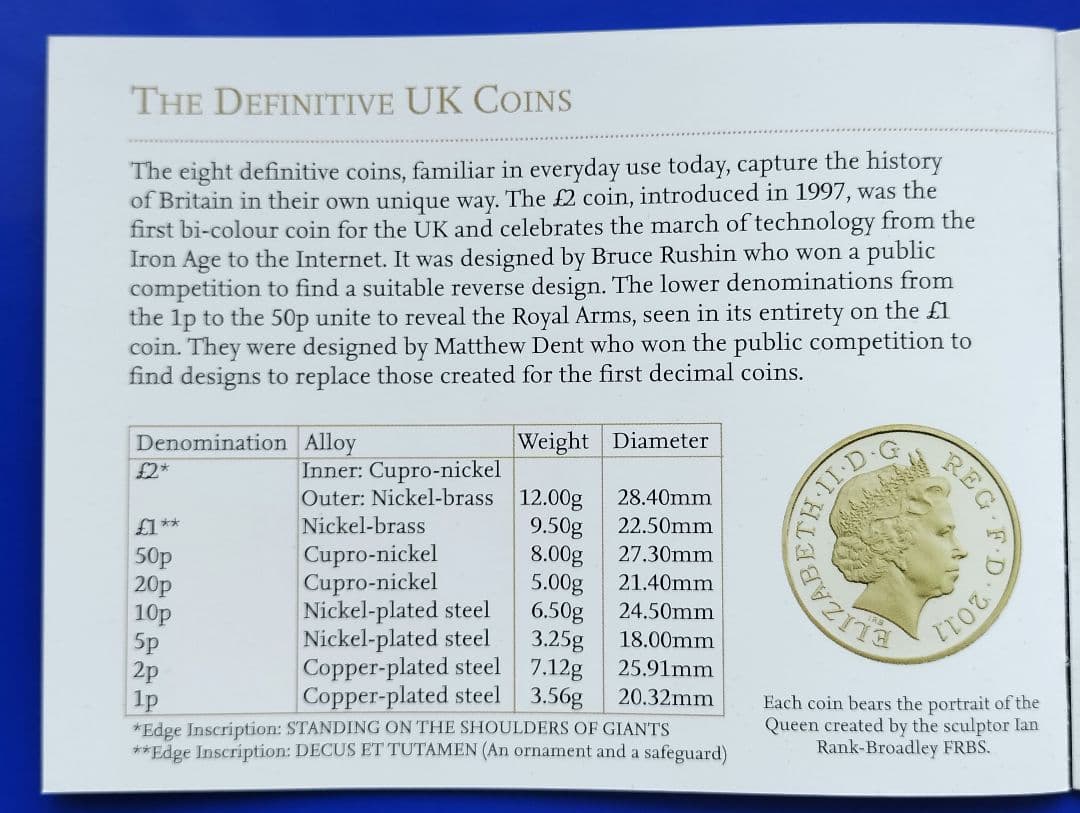 THE DEFINITIVE UK COINS
The eight definitive coins, familiar in everyday use today, capture the history
of Britain in their own unique way. The £2 coin, introduced in 1997, was the
first bi-colour coin for the UK and celebrates the march of technology from the
Iron Age to the Internet. It was designed by Bruce Rushin who won a public
competition to find a suitable reverse design. The lower denominations from
the 1p to the 50p unite to reveal the Royal Arms, seen in its entirety on the £1
coin. They were designed by Matthew Dent who won the public competition to
find designs to replace those created for the first decimal coins.
Denomination Alloy Weight Diameter
£2* Inner: Cupro-nickel
Outer: Nickel-brass 12.00g 28.40mm
£1** Nickel-brass 9.50g 22.50mm
50p Cupro-nickel 8.00g 27.30mm
20p Cupro-nickel 5.00g 21.40mm
10p Nickel-plated steel 6.50g 24.50mm
5p Nickel-plated steel 3.25g 18.00mm
2p Copper-plated steel 7.12g 25.91mm
1p Copper-plated steel 3.56g 20.32mm
*Edge Inscription: STANDING ON THE SHOULDERS OF GIANTS
**Edge Inscription: DECUS ET TUTAMEN (An ornament and a safeguard)
ELIZABETH·II·D·G REG·F·D·2011
IRB
Each coin bears the portrait of the
Queen created by the sculptor Ian
Rank-Broadley FRBS.